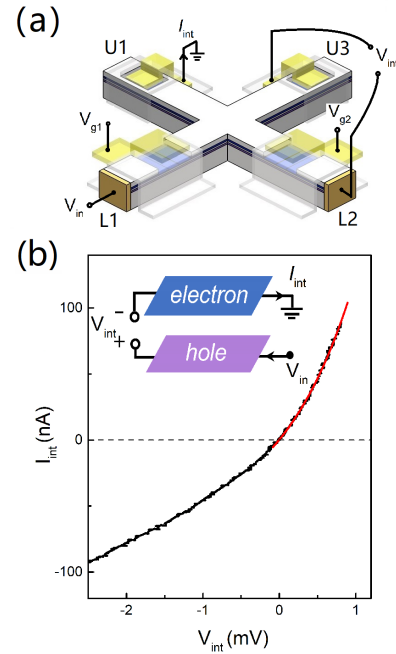 (a)
U1
I_int
U3
V_int
V_g1
V_g2
V_in
L1
L2
(b)
electron
I_int
−
V_int
+
hole
V_in
100
0
-100
I_int (nA)
-2
-1
0
1
V_int (mV)